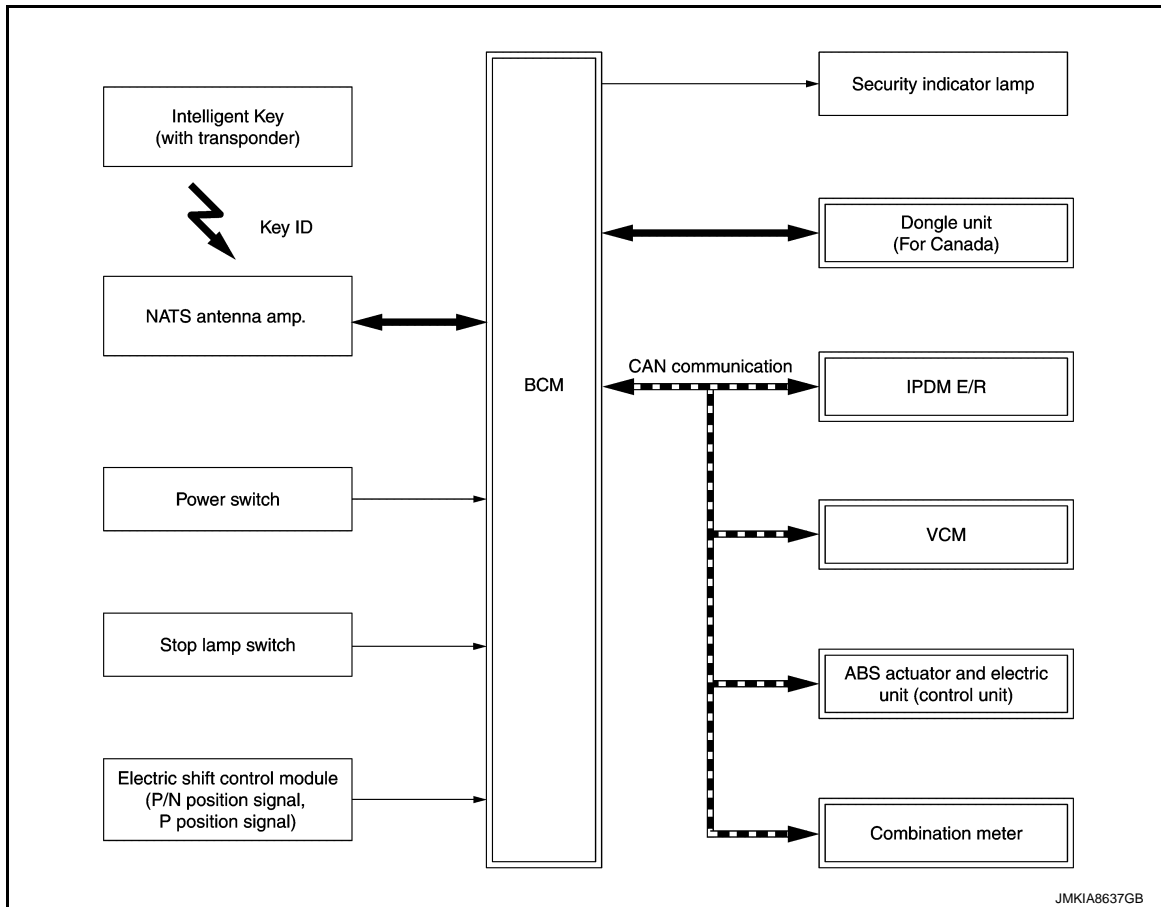 Intelligent Key
(with transponder)
Key ID
NATS antenna amp.
Power switch
Stop lamp switch
Electric shift control module
(P/N position signal,
P position signal)
BCM
Security indicator lamp
Dongle unit
(For Canada)
CAN communication
IPDM E/R
VCM
ABS actuator and electric
unit (control unit)
Combination meter
JMKIA8637GB